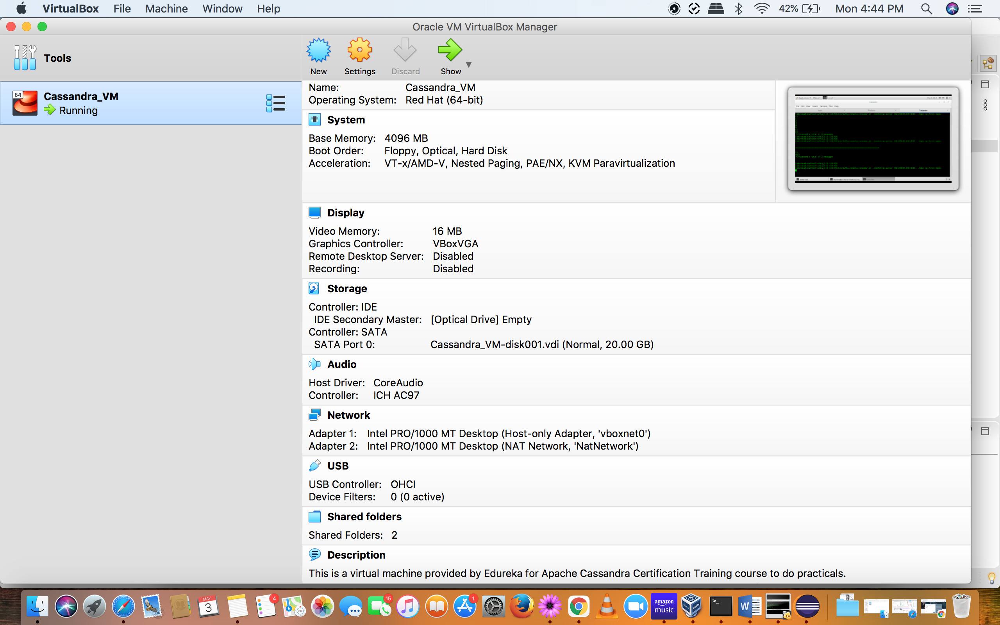 VirtualBox File Machine Window Help 42% Mon 4:44 PM
Oracle VM VirtualBox Manager
Tools
New Settings Discard Show
64
Cassandra_VM
Running
Name: Cassandra_VM
Operating System: Red Hat (64-bit)
System
Base Memory: 4096 MB
Boot Order: Floppy, Optical, Hard Disk
Acceleration: VT-x/AMD-V, Nested Paging, PAE/NX, KVM Paravirtualization
Display
Video Memory: 16 MB
Graphics Controller: VBoxVGA
Remote Desktop Server: Disabled
Recording: Disabled
Storage
Controller: IDE
IDE Secondary Master: [Optical Drive] Empty
Controller: SATA
SATA Port 0: Cassandra_VM-disk001.vdi (Normal, 20.00 GB)
Audio
Host Driver: CoreAudio
Controller: ICH AC97
Network
Adapter 1: Intel PRO/1000 MT Desktop (Host-only Adapter, 'vboxnet0')
Adapter 2: Intel PRO/1000 MT Desktop (NAT Network, 'NatNetwork')
USB
USB Controller: OHCI
Device Filters: 0 (0 active)
Shared folders
Shared Folders: 2
Description
This is a virtual machine provided by Edureka for Apache Cassandra Certification Training course to do practicals.
MAY
3
4
3D
15
1
amazon
music
>_
W
2.6